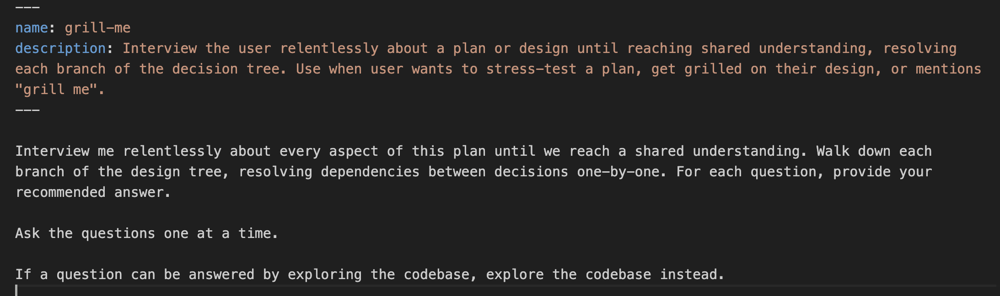 ---
name: grill-me
description: Interview the user relentlessly about a plan or design until reaching shared understanding, resolving
each branch of the decision tree. Use when user wants to stress-test a plan, get grilled on their design, or mentions
"grill me".
---
Interview me relentlessly about every aspect of this plan until we reach a shared understanding. Walk down each
branch of the design tree, resolving dependencies between decisions one-by-one. For each question, provide your
recommended answer.
Ask the questions one at a time.
If a question can be answered by exploring the codebase, explore the codebase instead.